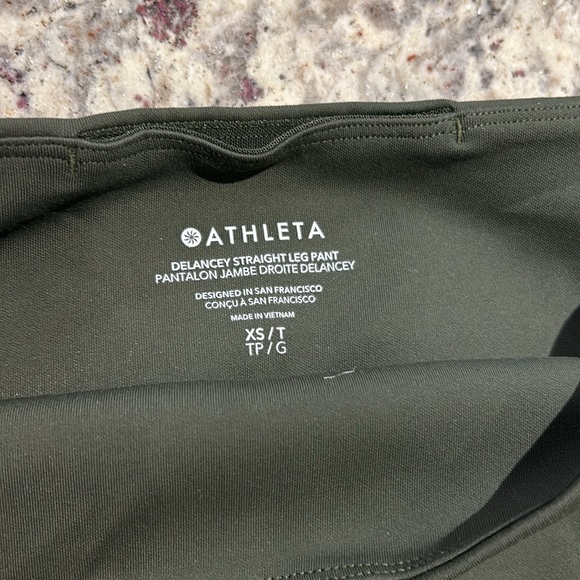 ATHLETA
DELANCEY STRAIGHT LEG PANT
PANTALON JAMBE DROITE DELANCEY
DESIGNED IN SAN FRANCISCO
CONÇU À SAN FRANCISCO
MADE IN VIETNAM
XS / T
TP / G